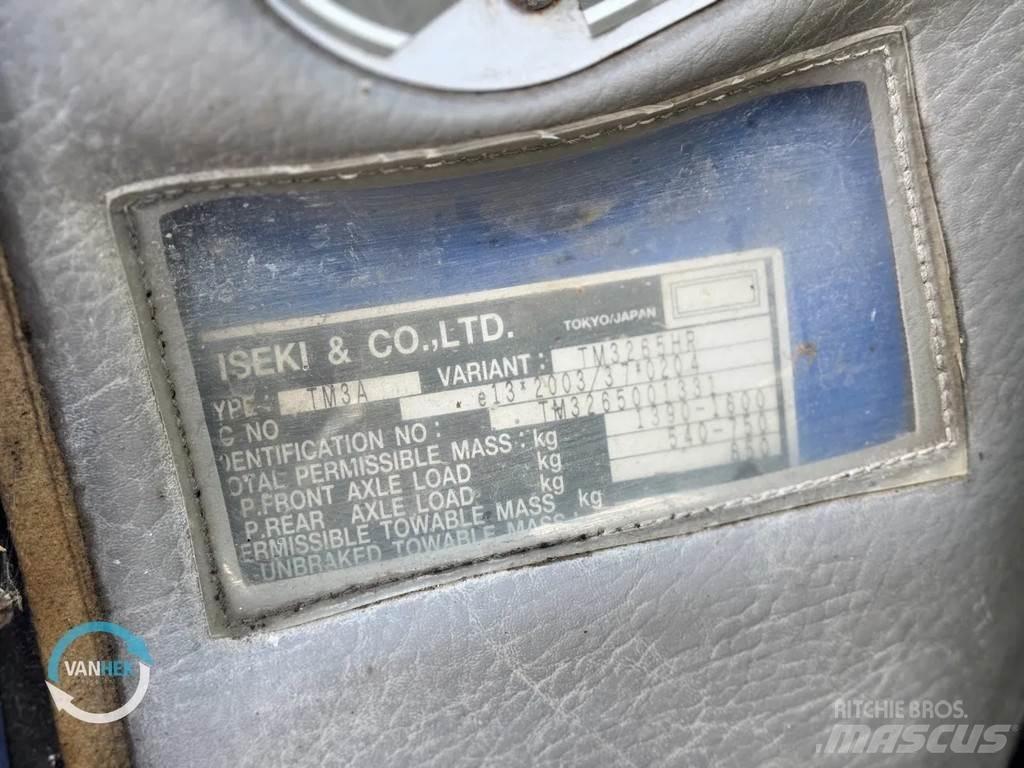 ISEKI & CO.,LTD. TOKYO/JAPAN
YPE: TM3A VARIANT: TM3265HR
C NO e13*2003/37*0204
DENTIFICATION NO: TM3265001331
OTAL PERMISSIBLE MASS: kg 1390-1600
P.FRONT AXLE LOAD kg 540-750
P.REAR AXLE LOAD. kg
ERMISSIBLE TOWABLE MASS kg
UNBRAKED TOWABLE MASS
VANHEK
RITCHIE BROS.
MASCUS